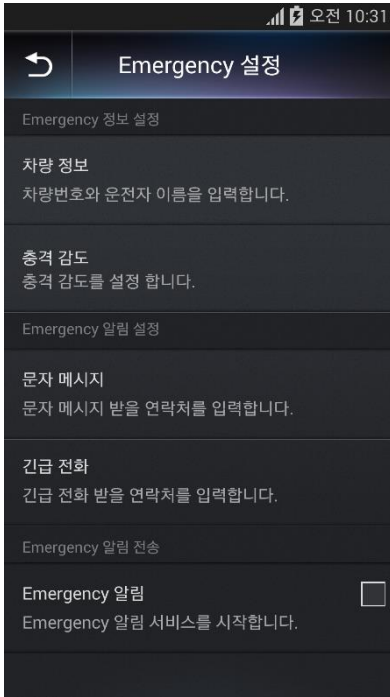 오전 10:31
Emergency 설정
Emergency 정보 설정
차량 정보
차량번호와 운전자 이름을 입력합니다.
충격 감도
충격 감도를 설정 합니다.
Emergency 알림 설정
문자 메시지
문자 메시지 받을 연락처를 입력합니다.
긴급 전화
긴급 전화 받을 연락처를 입력합니다.
Emergency 알림 전송
Emergency 알림
Emergency 알림 서비스를 시작합니다.